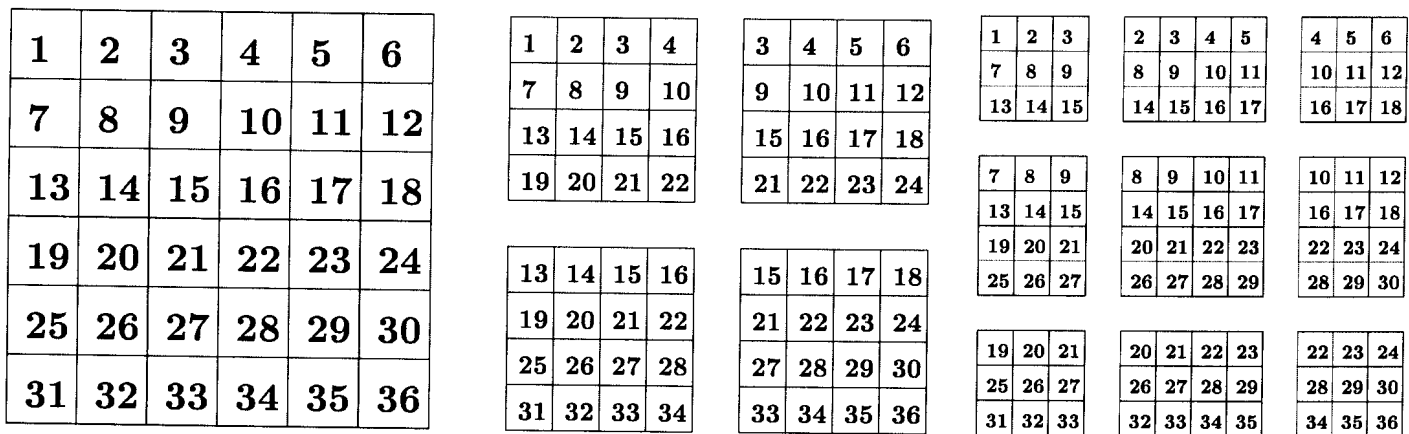 1 2 3 4 5 6
7 8 9 10 11 12
13 14 15 16 17 18
19 20 21 22 23 24
25 26 27 28 29 30
31 32 33 34 35 36
1 2 3 4
7 8 9 10
13 14 15 16
19 20 21 22
3 4 5 6
9 10 11 12
15 16 17 18
21 22 23 24
13 14 15 16
19 20 21 22
25 26 27 28
31 32 33 34
15 16 17 18
21 22 23 24
27 28 29 30
33 34 35 36
1 2 3
7 8 9
13 14 15
2 3 4 5
8 9 10 11
14 15 16 17
4 5 6
10 11 12
16 17 18
7 8 9
13 14 15
19 20 21
25 26 27
8 9 10 11
14 15 16 17
20 21 22 23
26 27 28 29
10 11 12
16 17 18
22 23 24
28 29 30
19 20 21
25 26 27
31 32 33
20 21 22 23
26 27 28 29
32 33 34 35
22 23 24
28 29 30
34 35 36